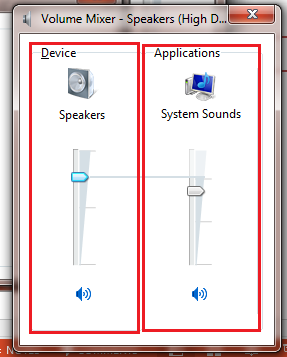 Volume Mixer - Speakers (High D...
Device
Applications
Speakers
System Sounds